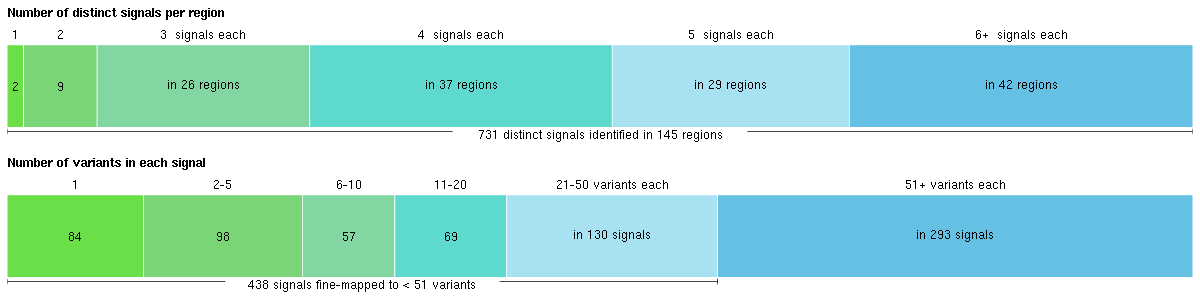 Number of distinct signals per region
1 2 3 signals each 4 signals each 5 signals each 6+ signals each
2 9 in 26 regions in 37 regions in 29 regions in 42 regions
731 distinct signals identified in 145 regions
Number of variants in each signal
1 2-5 6-10 11-20 21-50 variants each 51+ variants each
84 98 57 69 in 130 signals in 293 signals
438 signals fine-mapped to < 51 variants